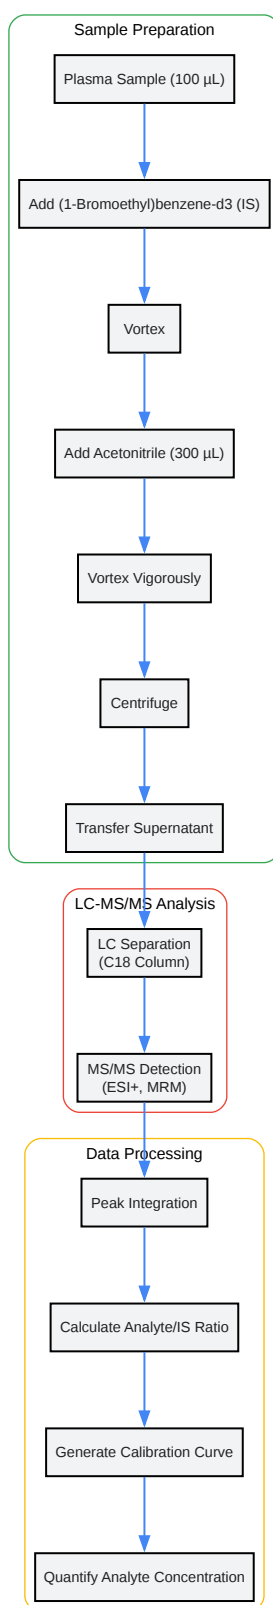 Sample Preparation
Plasma Sample (100 µL)
Add (1-Bromoethyl)benzene-d3 (IS)
Vortex
Add Acetonitrile (300 µL)
Vortex Vigorously
Centrifuge
Transfer Supernatant
LC-MS/MS Analysis
LC Separation
(C18 Column)
MS/MS Detection
(ESI+, MRM)
Data Processing
Peak Integration
Calculate Analyte/IS Ratio
Generate Calibration Curve
Quantify Analyte Concentration